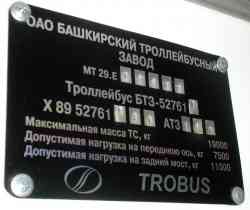 ОАО БАШКИРСКИЙ ТРОЛЛЕЙБУСНЫЙ
ЗАВОД
МТ 29.Е
Троллейбус БТЗ-52761
Х 89 52761 АТЗ
Максимальная масса ТС, кг 18000
Допустимая нагрузка на переднюю ось, кг 7500
Допустимая нагрузка на задний мост, кг 11500
TROBUS